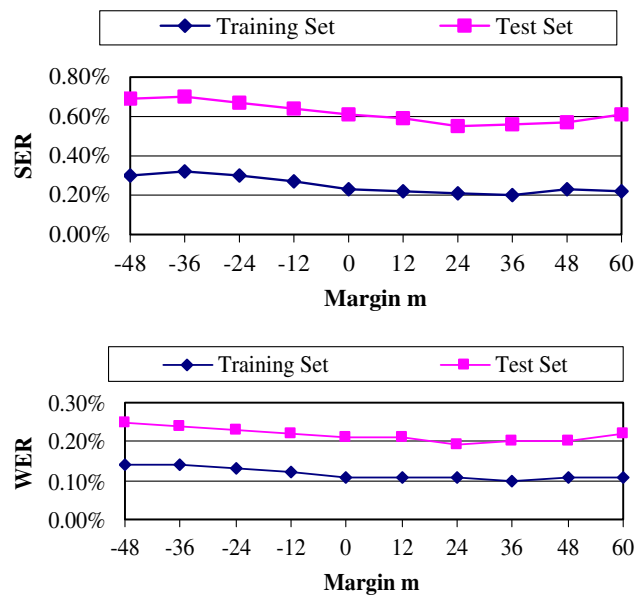 Training Set Test Set
0.80%
0.60%
0.40%
0.20%
0.00%
SER
-48 -36 -24 -12 0 12 24 36 48 60
Margin m
Training Set Test Set
0.30%
0.20%
0.10%
0.00%
WER
-48 -36 -24 -12 0 12 24 36 48 60
Margin m